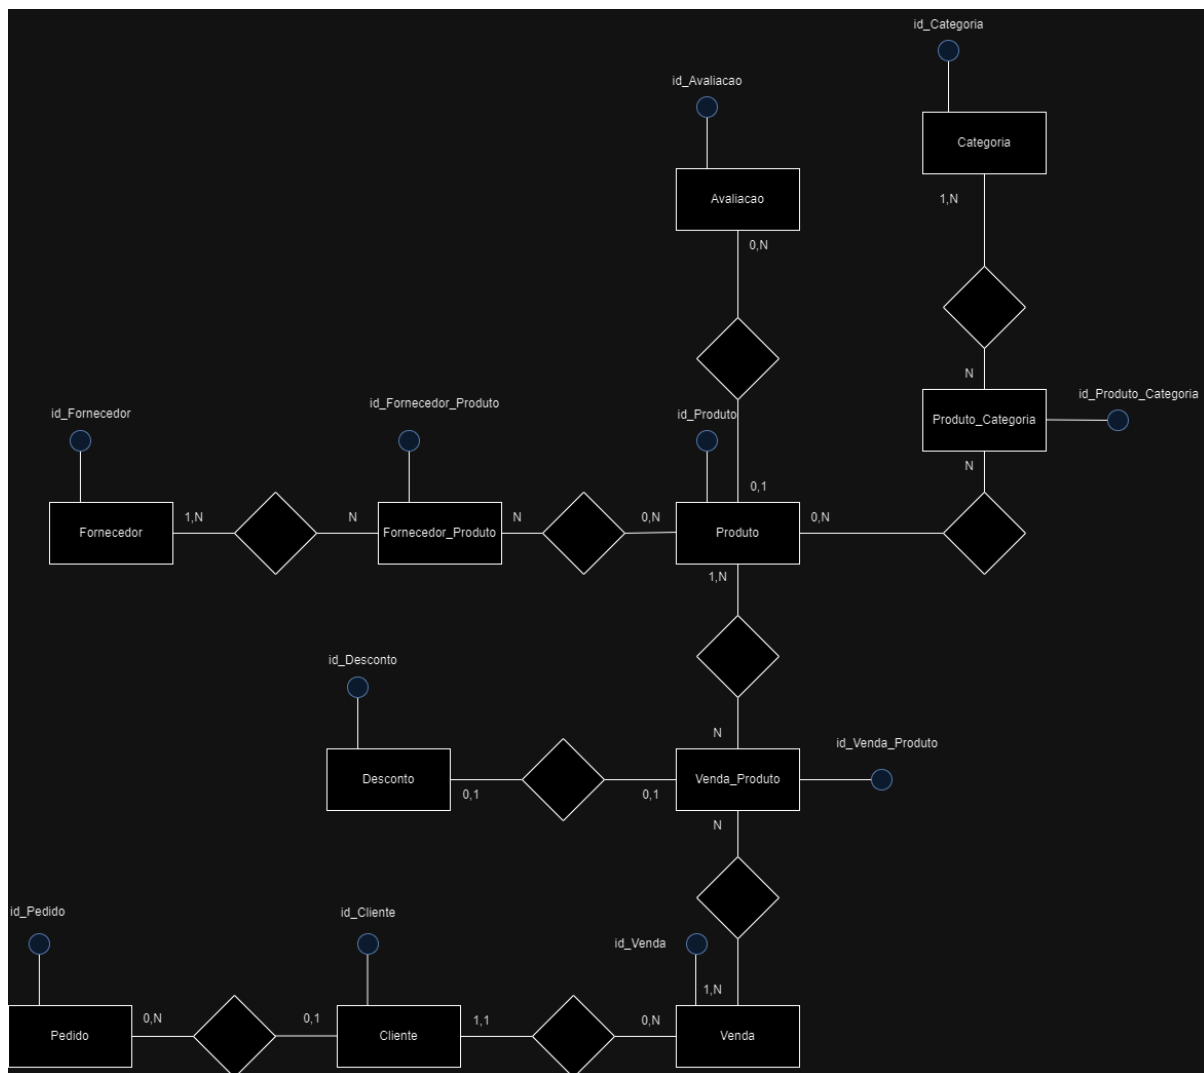 id_Categoria
id_Avaliacao
Categoria
Avaliacao
1,N
0,N
N
id_Produto_Categoria
id_Fornecedor_Produto
id_Fornecedor
id_Produto
Produto_Categoria
N
0,1
1,N
N
N
0,N
0,N
Fornecedor
Fornecedor_Produto
Produto
1,N
id_Desconto
N
id_Venda_Produto
Desconto
Venda_Produto
0,1
0,1
N
id_Pedido
id_Cliente
id_Venda
1,N
0,N
0,1
1,1
0,N
Pedido
Cliente
Venda